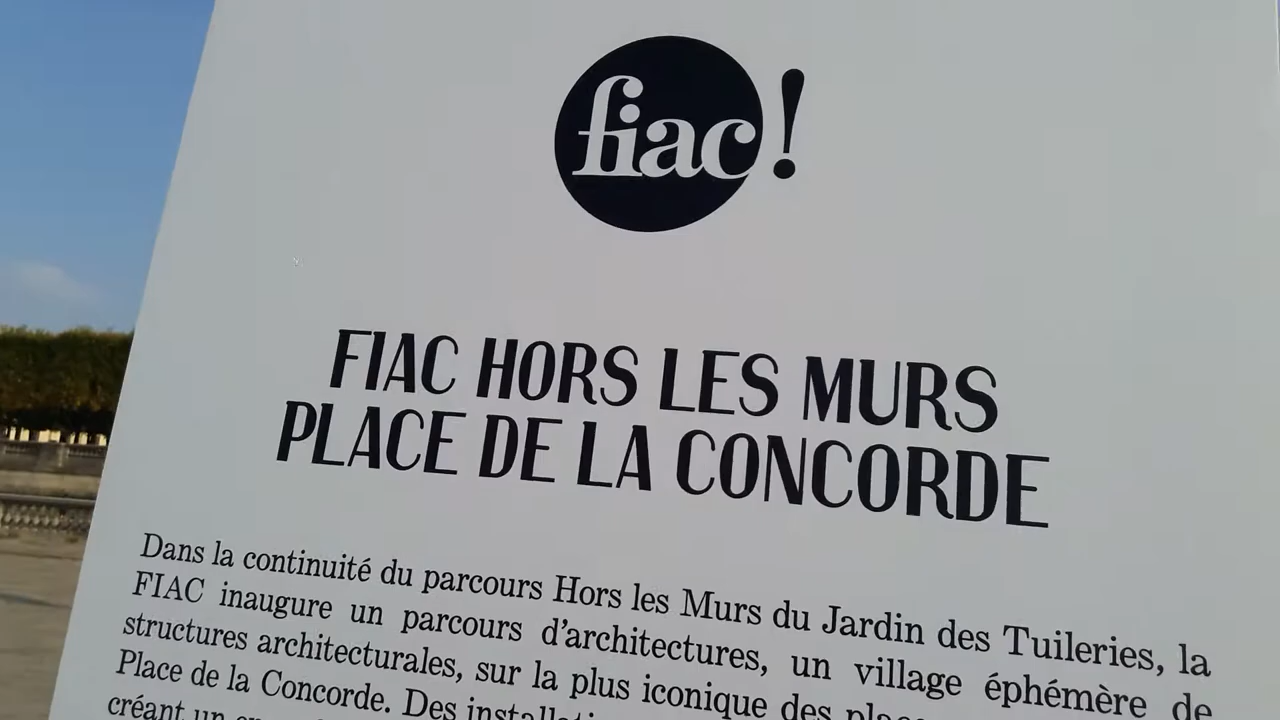 fiac!
FIAC HORS LES MURS
PLACE DE LA CONCORDE
Dans la continuité du parcours Hors les Murs du Jardin des Tuileries, la
FIAC inaugure un parcours d'architectures, un village éphémère de
structures architecturales, sur la plus iconique des
Place de la Concorde. Des
créant un